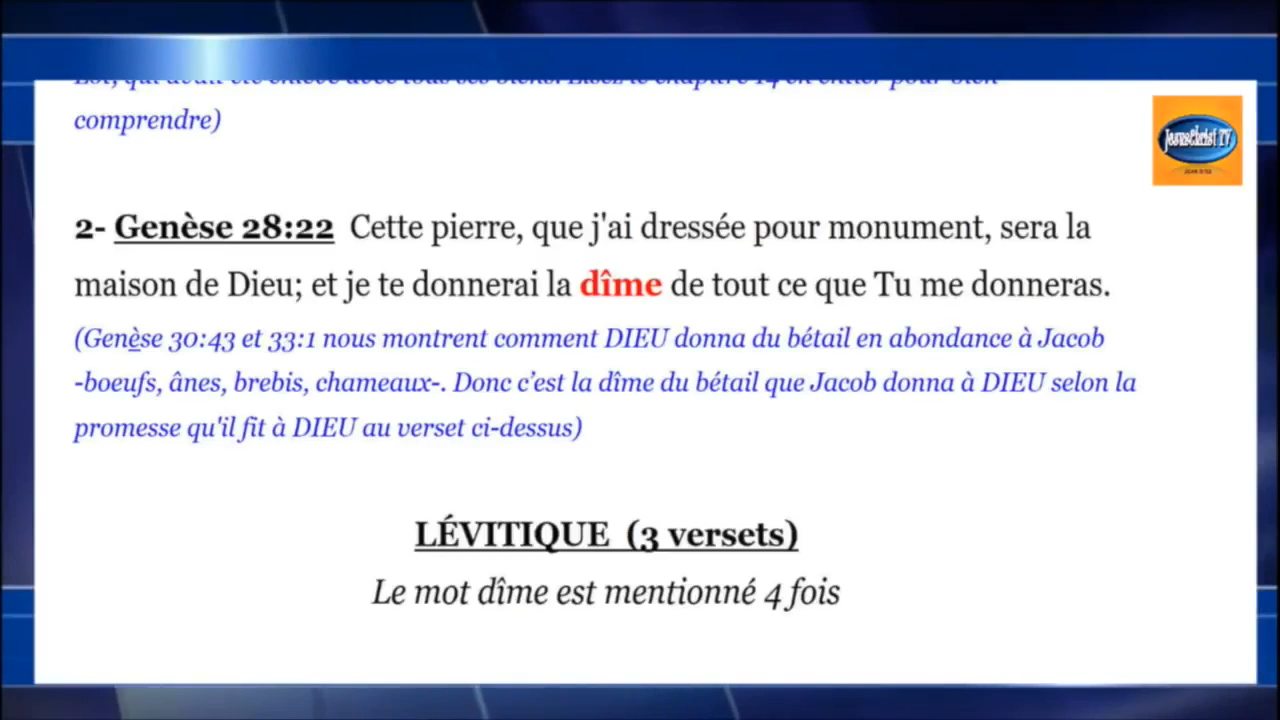 comprendre)
JesusChrist TV
2- Genèse 28:22 Cette pierre, que j'ai dressée pour monument, sera la
maison de Dieu; et je te donnerai la dîme de tout ce que Tu me donneras.
(Genèse 30:43 et 33:1 nous montrent comment DIEU donna du bétail en abondance à Jacob
-boeufs, ânes, brebis, chameaux-. Donc c’est la dîme du bétail que Jacob donna à DIEU selon la
promesse qu'il fit à DIEU au verset ci-dessus)
LÉVITIQUE (3 versets)
Le mot dîme est mentionné 4 fois